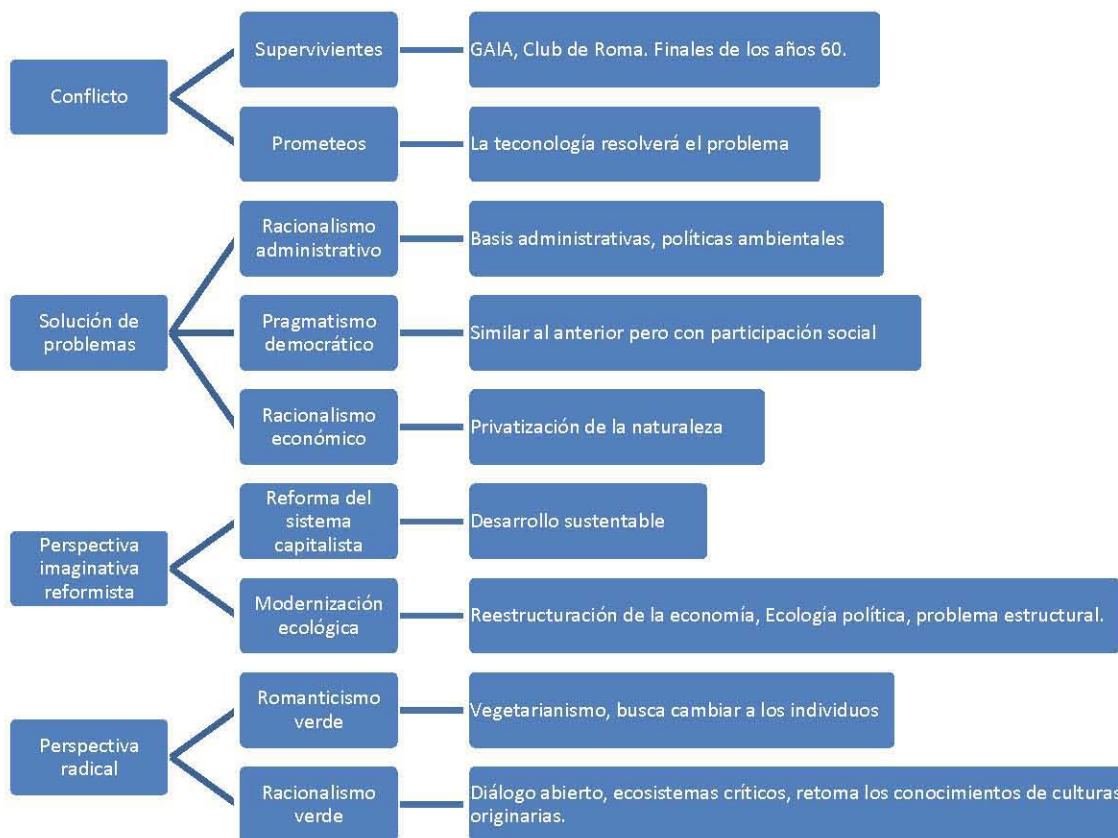 Conflicto
Supervivientes
GAIA, Club de Roma. Finales de los años 60.
Prometeos
La teconología resolverá el problema
Solución de
problemas
Racionalismo
administrativo
Basis administrativas, políticas ambientales
Pragmatismo
democrático
Similar al anterior pero con participación social
Racionalismo
económico
Privatización de la naturaleza
Perspectiva
imaginativa
reformista
Reforma del
sistema
capitalista
Desarrollo sustentable
Modernización
ecológica
Reestructuración de la economía, Ecología política, problema estructural.
Perspectiva
radical
Romanticismo
verde
Vegetarianismo, busca cambiar a los individuos
Racionalismo
verde
Diálogo abierto, ecosistemas críticos, retoma los conocimientos de culturas
originarias.